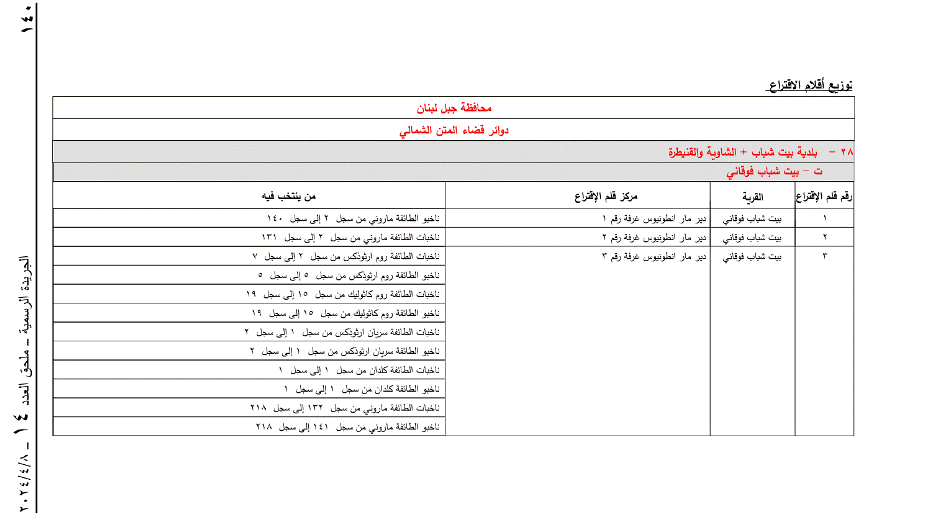 ١٤٠
الجريدة الرسمية – ملحق العدد ١٤ – ٢٠٢٤/٤/٨
توزيع أقلام الاقتراع
محافظة جبل لبنان
دوائر قضاء المتن الشمالي
٢٨ – بلدية بيت شباب + الشاوية والقنيطرة
ت – بيت شباب فوقاني
رقم قلم الإقتراع القرية مركز قلم الإقتراع من ينتخب فيه
١ بيت شباب فوقاني دير مار انطونيوس غرفة رقم ١ ناخبو الطائفة ماروني من سجل ٢ إلى سجل ١٤٠
٢ بيت شباب فوقاني دير مار انطونيوس غرفة رقم ٢ ناخبات الطائفة ماروني من سجل ٢ إلى سجل ١٣١
٣ بيت شباب فوقاني دير مار انطونيوس غرفة رقم ٣ ناخبات الطائفة روم ارثوذكس من سجل ٢ إلى سجل ٧
ناخبو الطائفة روم ارثوذكس من سجل ٥ إلى سجل ٥
ناخبات الطائفة روم كاثوليك من سجل ١٥ إلى سجل ١٩
ناخبو الطائفة روم كاثوليك من سجل ١٥ إلى سجل ١٩
ناخبات الطائفة سريان ارثوذكس من سجل ١ إلى سجل ٢
ناخبو الطائفة سريان ارثوذكس من سجل ١ إلى سجل ٢
ناخبات الطائفة كلدان من سجل ١ إلى سجل ١
ناخبو الطائفة كلدان من سجل ١ إلى سجل ١
ناخبات الطائفة ماروني من سجل ١٣٢ إلى سجل ٢١٨
ناخبو الطائفة ماروني من سجل ١٤١ إلى سجل ٢١٨